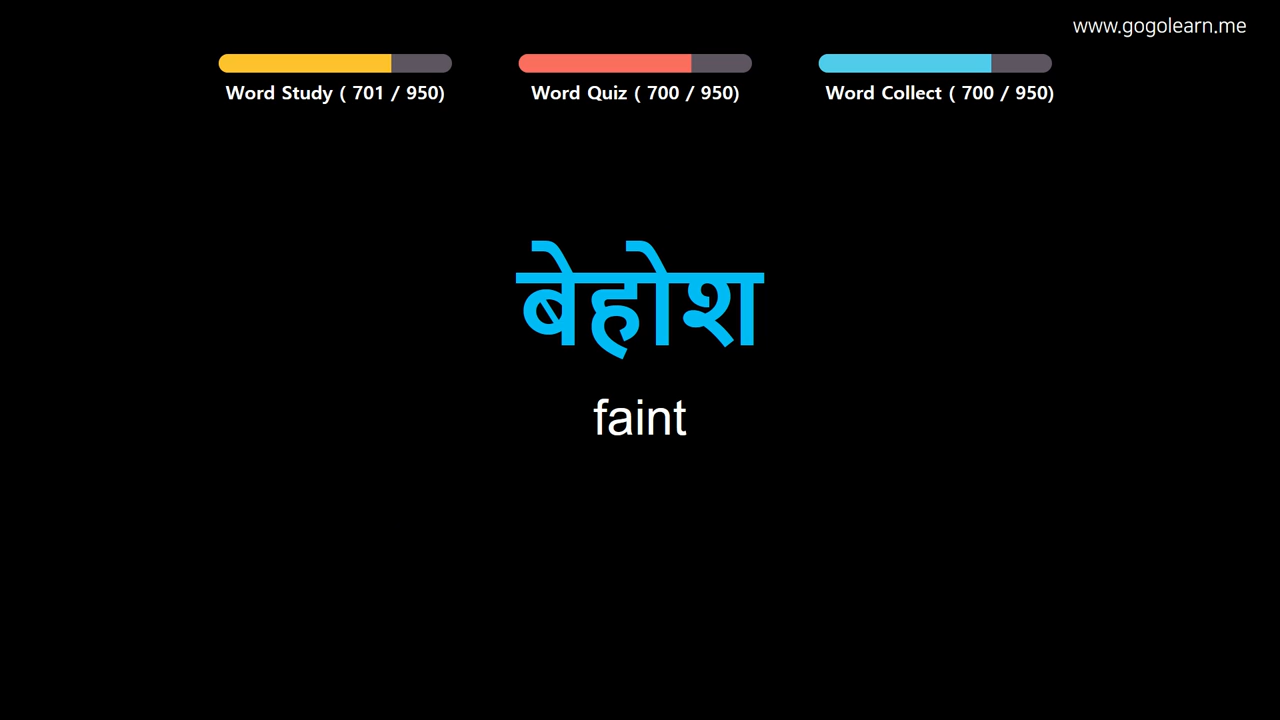 www.gogolearn.me
Word Study ( 701 / 950)
Word Quiz ( 700 / 950)
Word Collect ( 700 / 950)
बेहोश
faint